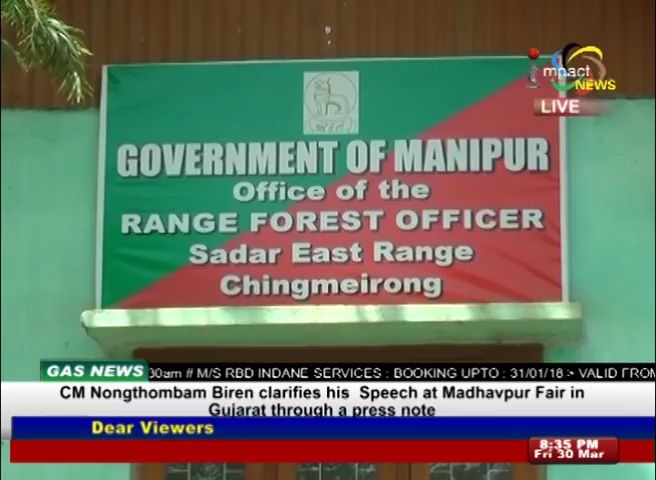 impact
NEWS
LIVE
GOVERNMENT OF MANIPUR
Office of the
RANGE FOREST OFFICER
Sadar East Range
Chingmeirong
GAS NEWS
30am # M/S RBD INDANE SERVICES : BOOKING UPTO : 31/01/18 > VALID FROM
CM Nongthombam Biren clarifies his Speech at Madhavpur Fair in
Gujarat through a press note
Dear Viewers
8:35 PM
Fri 30 Mar